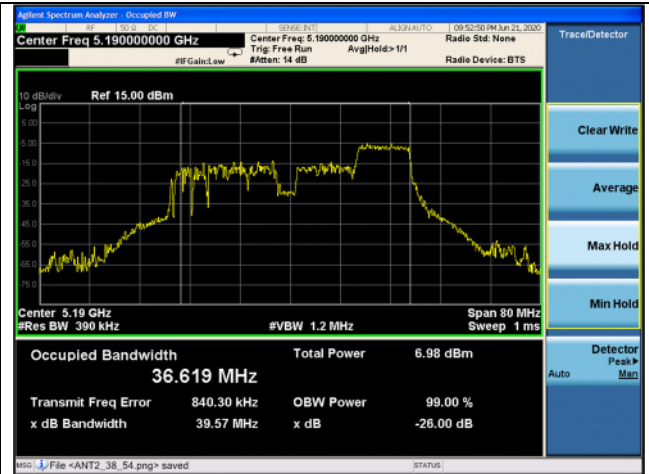 Agilent Spectrum Analyzer - Occupied BW
RF 50 Ω DC SENSE:INT ALIGN AUTO 09:52:50 PM Jun 21, 2020
Center Freq 5.190000000 GHz
Center Freq: 5.190000000 GHz
Radio Std: None
Trig: Free Run Avg|Hold:>1/1
#IFGain:Low #Atten: 14 dB Radio Device: BTS
Trace/Detector
10 dB/div Ref 15.00 dBm
Log
5.00
-5.00
-15.0
-25.0
-35.0
-45.0
-55.0
-65.0
-75.0
Center 5.19 GHz Span 80 MHz
#Res BW 390 kHz #VBW 1.2 MHz Sweep 1 ms
Occupied Bandwidth Total Power 6.98 dBm
36.619 MHz
Transmit Freq Error 840.30 kHz OBW Power 99.00 %
x dB Bandwidth 39.57 MHz x dB -26.00 dB
Clear Write
Average
Max Hold
Min Hold
Detector
Peak▶
Auto Man
MSG File <ANT2_38_54.png> saved STATUS